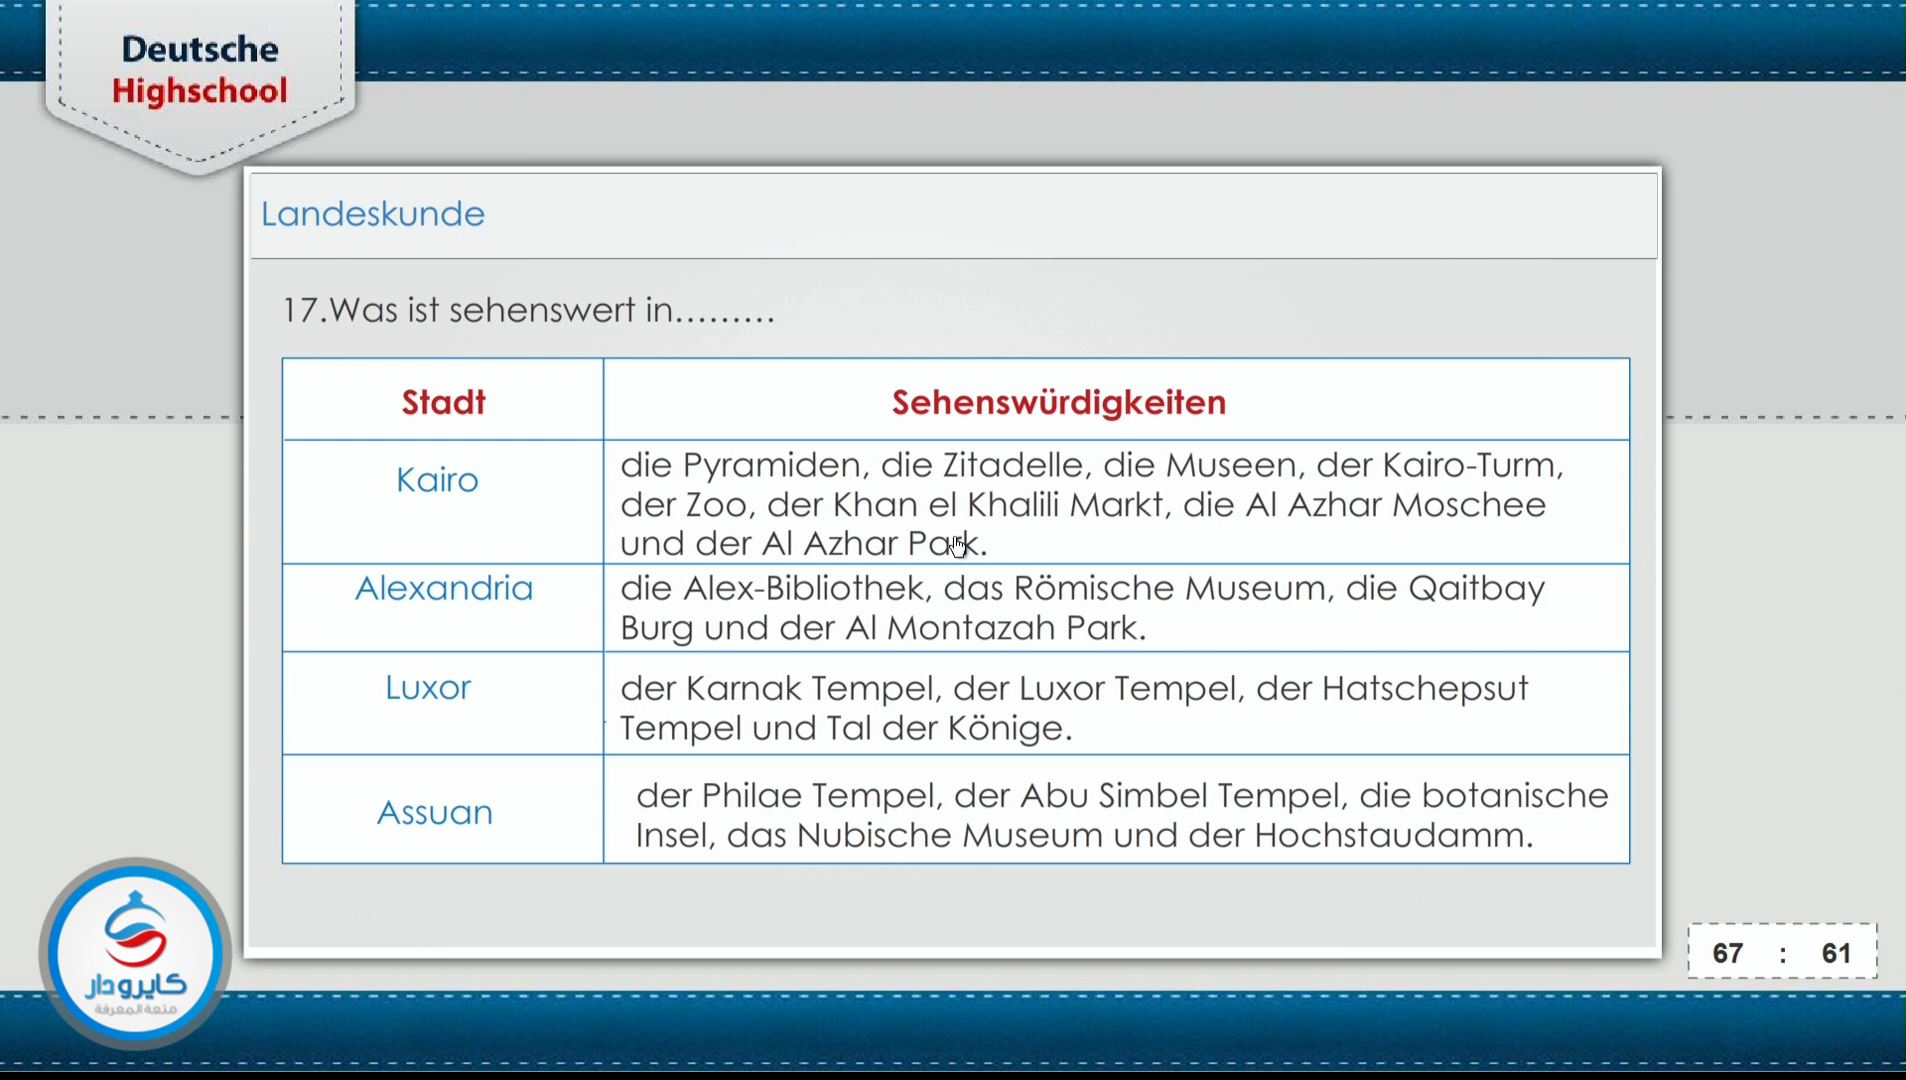 Deutsche
Highschool
Landeskunde
17.Was ist sehenswert in.........
Stadt
Sehenswürdigkeiten
Kairo
die Pyramiden, die Zitadelle, die Museen, der Kairo-Turm,
der Zoo, der Khan el Khalili Markt, die Al Azhar Moschee
und der Al Azhar Park.
Alexandria
die Alex-Bibliothek, das Römische Museum, die Qaitbay
Burg und der Al Montazah Park.
Luxor
der Karnak Tempel, der Luxor Tempel, der Hatschepsut
Tempel und Tal der Könige.
Assuan
der Philae Tempel, der Abu Simbel Tempel, die botanische
Insel, das Nubische Museum und der Hochstaudamm.
كايرودار
متعة المعرفة
67 : 61